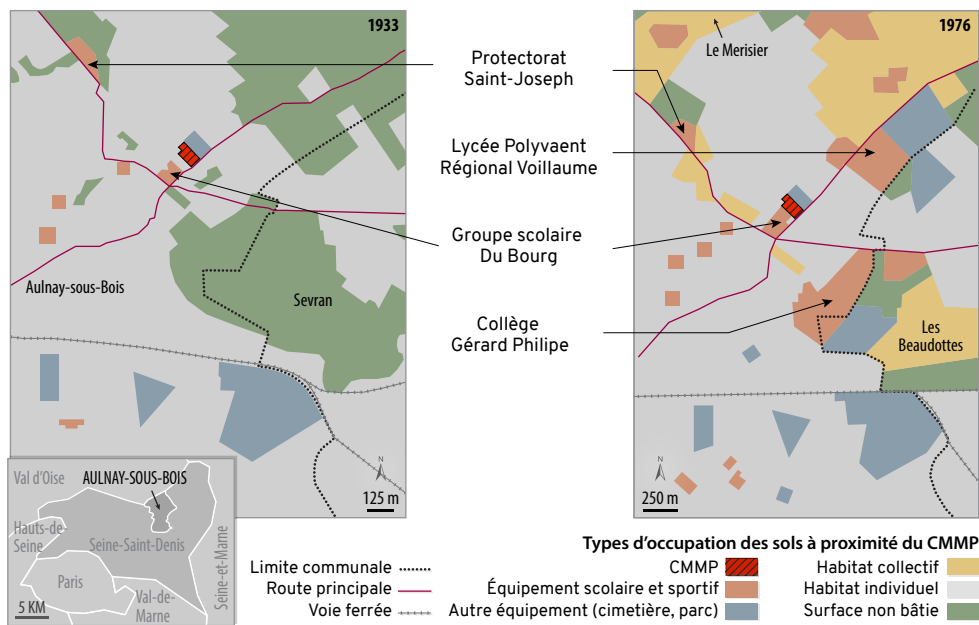 1933
1976
Le Merisier
Protectorat
Saint-Joseph
Lycée Polyvaent
Régional Voillaume
Groupe scolaire
Du Bourg
Collège
Gérard Philipe
Aulnay-sous-Bois
Sevran
Les
Beaudottes
N
125 m
N
250 m
Val d'Oise
AULNAY-SOUS-BOIS
Hauts-de-
Seine
Seine-Saint-Denis
Paris
Val-de-
Marne
Seine-et-Marne
5 KM
Types d'occupation des sols à proximité du CMMP
Limite communale
Route principale
Voie ferrée
CMMP
Équipement scolaire et sportif
Autre équipement (cimetière, parc)
Habitat collectif
Habitat individuel
Surface non bâtie